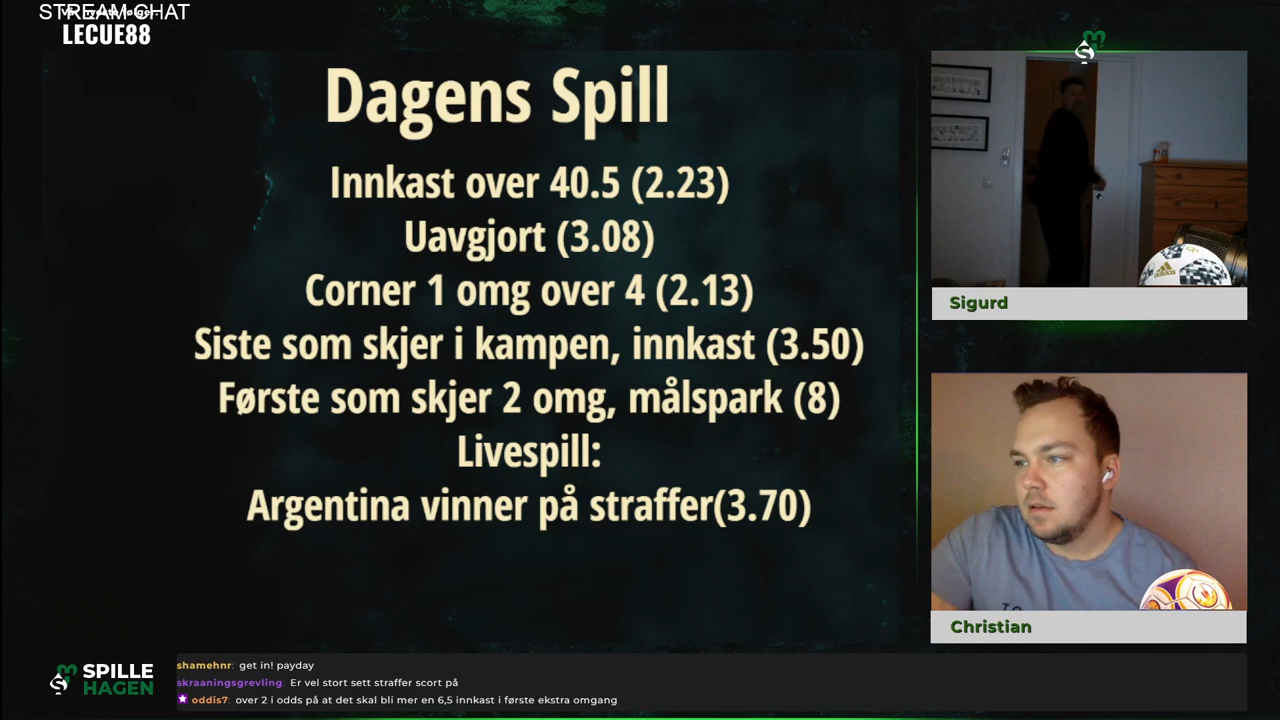 STREAM CHAT
LECUE88
Dagens Spill
Innkast over 40.5 (2.23)
Uavgjort (3.08)
Corner 1 omg over 4 (2.13)
Siste som skjer i kampen, innkast (3.50)
Første som skjer 2 omg, målspark (8)
Livespill:
Argentina vinner på straffer(3.70)
Sigurd
adidas
Christian
SPILLE
HAGEN
shamehnr: get in! payday
skraaningsgrevling: Er vel stort sett straffer scort på
oddis7: over 2 i odds på at det skal bli mer en 6,5 innkast i første ekstra omgang